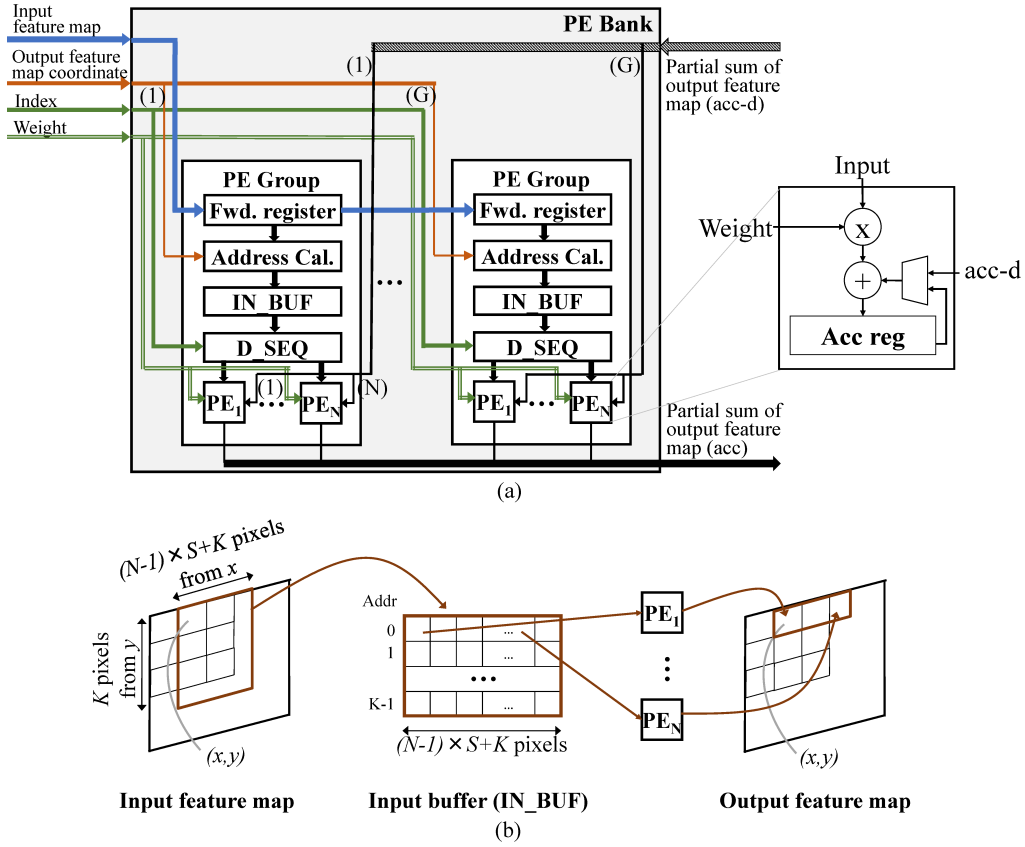 Input
feature map
PE Bank
(1)
(G)
Partial sum of
output feature
map (acc-d)
Output feature
map coordinate
(1)
(G)
Index
Weight
PE Group
Fwd. register
Address Cal.
IN_BUF
D_SEQ
(1)
(N)
PE1
...
PEN
...
PE Group
Fwd. register
Address Cal.
IN_BUF
D_SEQ
PE1
...
PEN
Input
Weight
x
+
acc-d
Acc reg
Partial sum of
output feature
map (acc)
(a)
(N-1) × S+K pixels
from x
K pixels
from y
(x,y)
Input feature map
Addr
0
...
1
...
...
K-1
...
(N-1) × S+K pixels
Input buffer (IN_BUF)
PE1
PEN
(x,y)
Output feature map
(b)